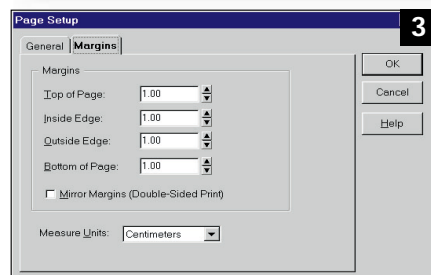 Page Setup
3
General Margins
Margins
Top of Page: 1.00
Inside Edge: 1.00
Outside Edge: 1.00
Bottom of Page: 1.00
Mirror Margins (Double-Sided Print)
Measure Units: Centimeters
OK
Cancel
Help